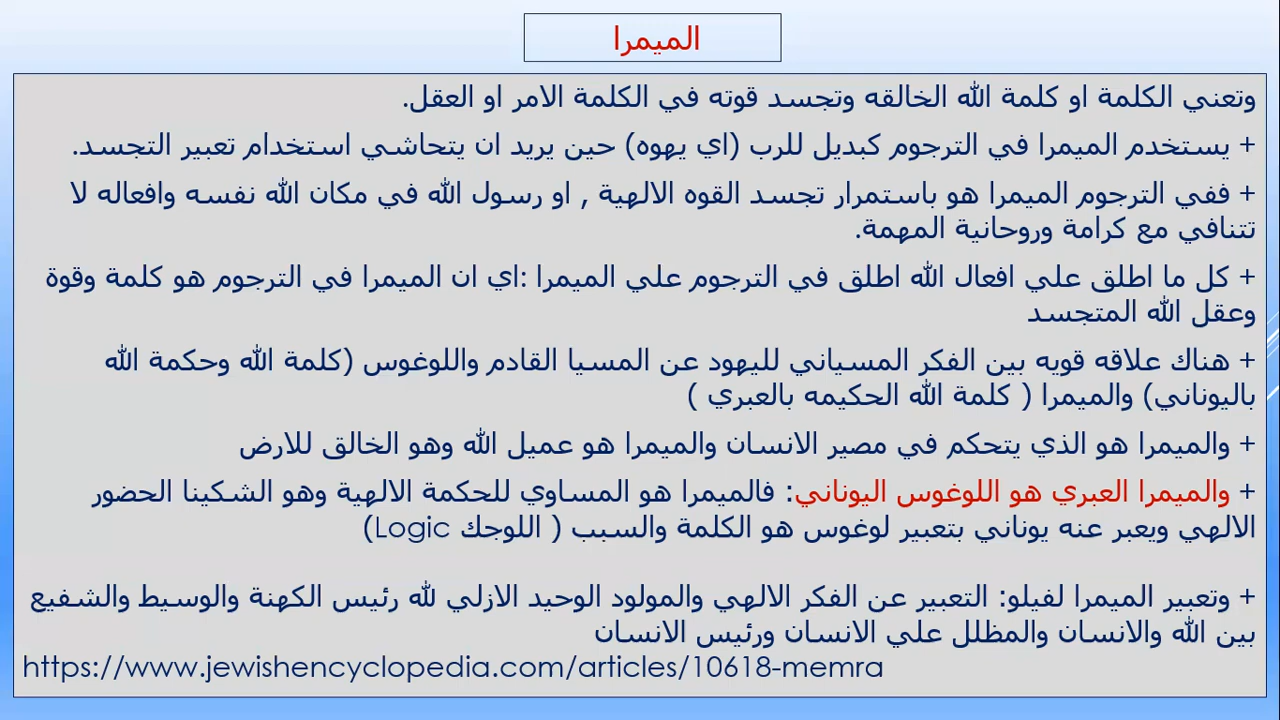 الميمرا
وتعني الكلمة او كلمة الله الخالقه وتجسد قوته في الكلمة الامر او العقل.
+ يستخدم الميمرا في الترجوم كبديل للرب (اي يهوه) حين يريد ان يتحاشي استخدام تعبير التجسد.
+ ففي الترجوم الميمرا هو باستمرار تجسد القوه الالهية , او رسول الله في مكان الله نفسه وافعاله لا
تتنافي مع كرامة وروحانية المهمة.
+ كل ما اطلق علي افعال الله اطلق في الترجوم علي الميمرا :اي ان الميمرا في الترجوم هو كلمة وقوة
وعقل الله المتجسد
+ هناك علاقه قويه بين الفكر المسياني لليهود عن المسيا القادم واللوغوس (كلمة الله وحكمة الله
باليوناني) والميمرا ( كلمة الله الحكيمه بالعبري )
+ والميمرا هو الذي يتحكم في مصير الانسان والميمرا هو عميل الله وهو الخالق للارض
+ والميمرا العبري هو اللوغوس اليوناني: فالميمرا هو المساوي للحكمة الالهية وهو الشكينا الحضور
الالهي ويعبر عنه يوناني بتعبير لوغوس هو الكلمة والسبب ( اللوجك Logic)
+ وتعبير الميمرا لفيلو: التعبير عن الفكر الالهي والمولود الوحيد الازلي لله رئيس الكهنة والوسيط والشفيع
بين الله والانسان والمظلل علي الانسان ورئيس الانسان
https://www.jewishencyclopedia.com/articles/10618-memra